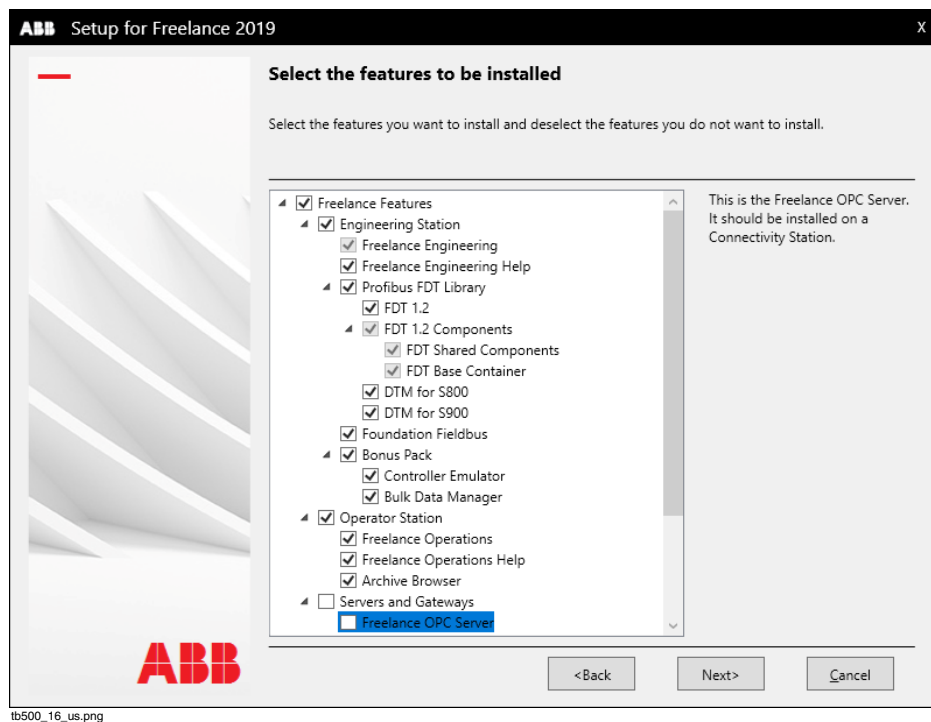 ABB Setup for Freelance 2019 X
Select the features to be installed
Select the features you want to install and deselect the features you do not want to install.
Freelance Features
Engineering Station
Freelance Engineering
Freelance Engineering Help
Profibus FDT Library
FDT 1.2
FDT 1.2 Components
FDT Shared Components
FDT Base Container
DTM for S800
DTM for S900
Foundation Fieldbus
Bonus Pack
Controller Emulator
Bulk Data Manager
Operator Station
Freelance Operations
Freelance Operations Help
Archive Browser
Servers and Gateways
Freelance OPC Server
This is the Freelance OPC Server.
It should be installed on a
Connectivity Station.
ABB
<Back Next> Cancel
tb500_16_us.png